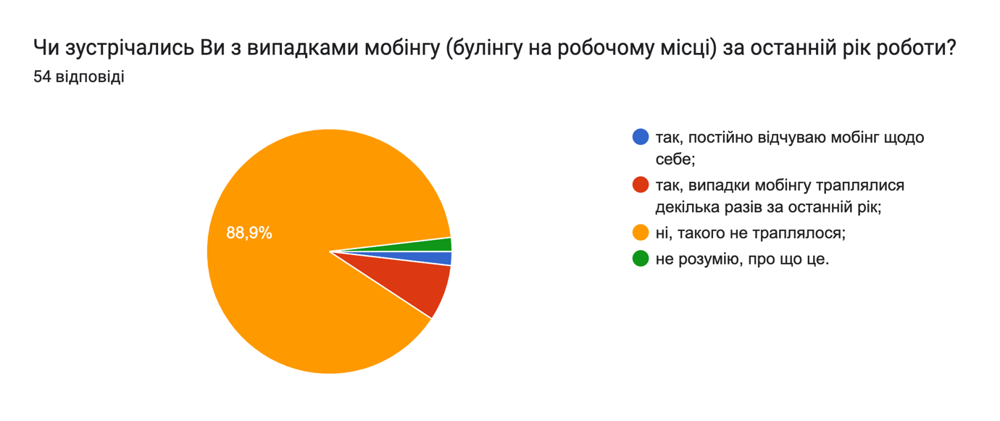 Чи зустрічались Ви з випадками мобінгу (булінгу на робочому місці) за останній рік роботи?
54 відповіді
88,9%
так, постійно відчуваю мобінг щодо
себе;
так, випадки мобінгу траплялися
декілька разів за останній рік;
ні, такого не траплялося;
не розумію, про що це.